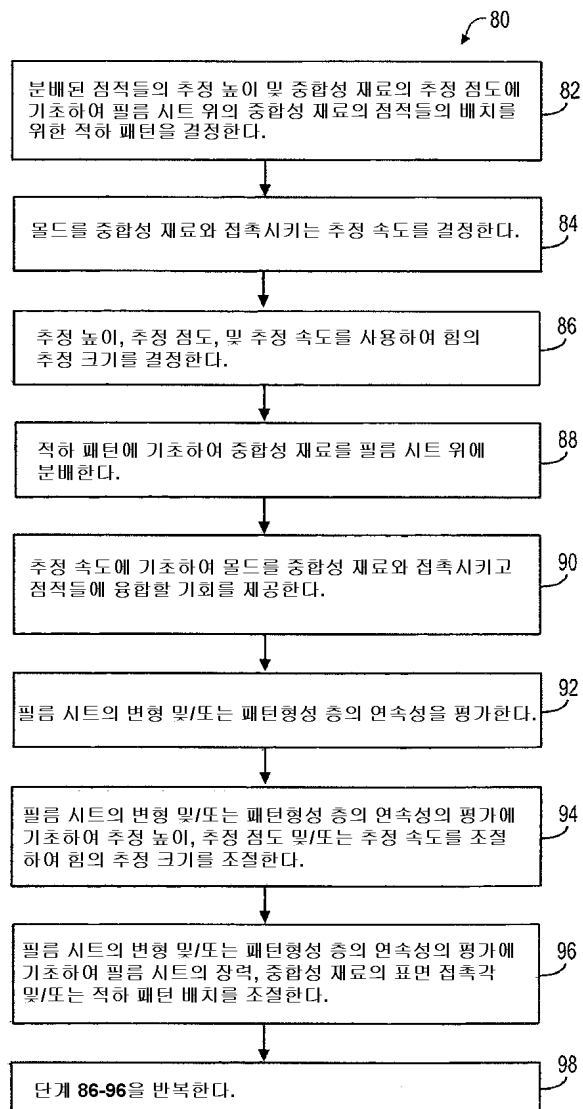 80
분배된 점적들의 추정 높이 및 중합성 재료의 추정 점도에
기초하여 필름 시트 위의 중합성 재료의 점적들의 배치를
위한 적하 패턴을 결정한다.
82
몰드를 중합성 재료와 접촉시키는 추정 속도를 결정한다.
84
추정 높이, 추정 점도, 및 추정 속도를 사용하여 힘의
추정 크기를 결정한다.
86
적하 패턴에 기초하여 중합성 재료를 필름 시트 위에
분배한다.
88
추정 속도에 기초하여 몰드를 중합성 재료와 접촉시키고
점적들에 융합할 기회를 제공한다.
90
필름 시트의 변형 및/또는 패턴형성 층의 연속성을 평가한다.
92
필름 시트의 변형 및/또는 패턴형성 층의 연속성의 평가에
기초하여 추정 높이, 추정 점도 및/또는 추정 속도를 조절
하여 힘의 추정 크기를 조절한다.
94
필름 시트의 변형 및/또는 패턴형성 층의 연속성의 평가에
기초하여 필름 시트의 장력, 중합성 재료의 표면 접촉각
및/또는 적하 패턴 배치를 조절한다.
96
단계 86-96을 반복한다.
98